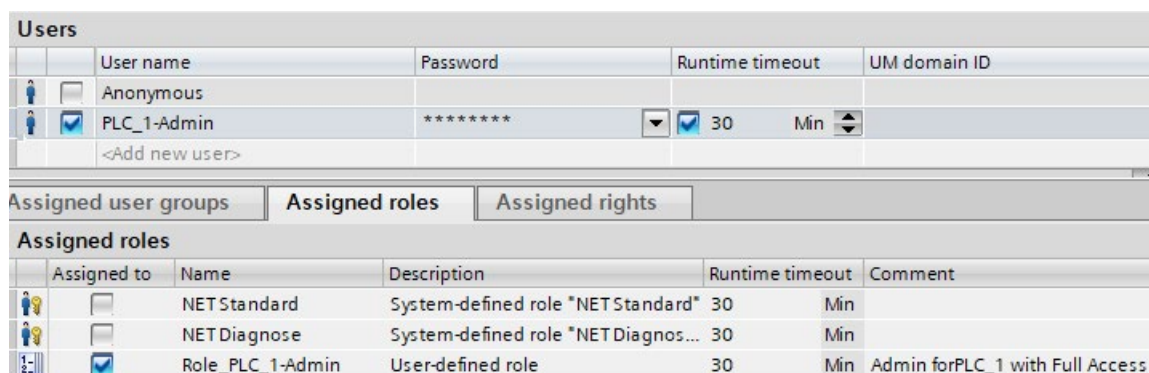 Users
User name Password Runtime timeout UM domain ID
Anonymous
PLC_1-Admin ******** 30 Min
<Add new user>
Assigned user groups Assigned roles Assigned rights
Assigned roles
Assigned to Name Description Runtime timeout Comment
NET Standard System-defined role "NET Standard" 30 Min
NET Diagnose System-defined role "NET Diagnos... 30 Min
Role_PLC_1-Admin User-defined role 30 Min Admin forPLC_1 with Full Access